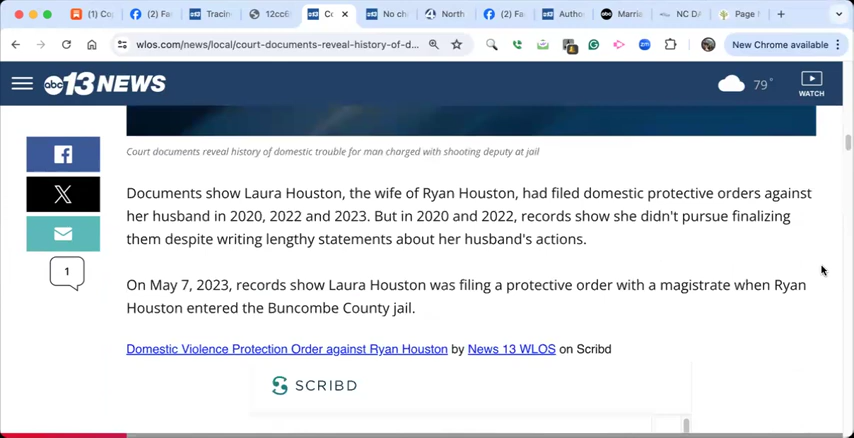 (1) Co
(2) Fa
Tracin
12cc6
Co
No ch
North
(2) Fa
Autho
Marria
NC DA
Page F
wlos.com/news/local/court-documents-reveal-history-of-d...
New Chrome available
abc 13 NEWS
79°
WATCH
Court documents reveal history of domestic trouble for man charged with shooting deputy at jail
Documents show Laura Houston, the wife of Ryan Houston, had filed domestic protective orders against
her husband in 2020, 2022 and 2023. But in 2020 and 2022, records show she didn't pursue finalizing
them despite writing lengthy statements about her husband's actions.
1
On May 7, 2023, records show Laura Houston was filing a protective order with a magistrate when Ryan
Houston entered the Buncombe County jail.
Domestic Violence Protection Order against Ryan Houston by News 13 WLOS on Scribd
SCRIBD